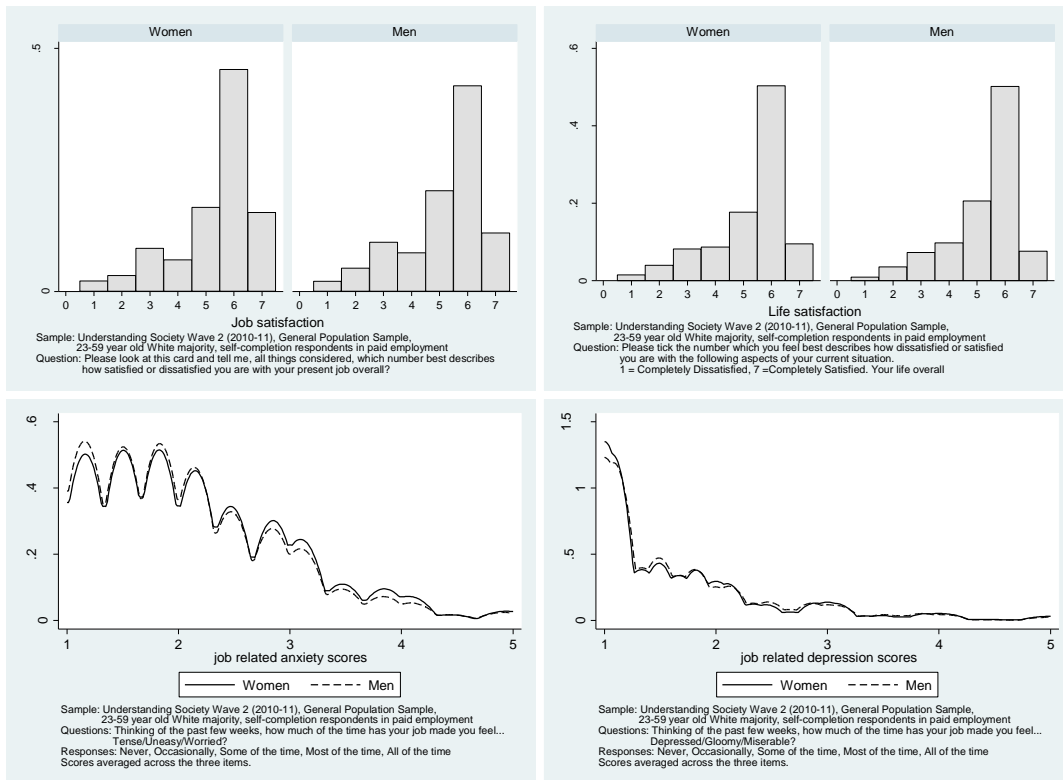 Women Men
.5
0
0 1 2 3 4 5 6 7 0 1 2 3 4 5 6 7
Job satisfaction
Sample: Understanding Society Wave 2 (2010-11), General Population Sample,
23-59 year old White majority, self-completion respondents in paid employment
Question: Please look at this card and tell me, all things considered, which number best describes
how satisfied or dissatisfied you are with your present job overall?
Women Men
.6
.4
.2
0
0 1 2 3 4 5 6 7 0 1 2 3 4 5 6 7
Life satisfaction
Sample: Understanding Society Wave 2 (2010-11), General Population Sample,
23-59 year old White majority, self-completion respondents in paid employment
Question: Please tick the number which you feel best describes how dissatisfied or satisfied
you are with the following aspects of your current situation.
1 = Completely Dissatisfied, 7 =Completely Satisfied. Your life overall
.6
.4
.2
0
1 2 3 4 5
job related anxiety scores
Women Men
Sample: Understanding Society Wave 2 (2010-11), General Population Sample,
23-59 year old White majority, self-completion respondents in paid employment
Questions: Thinking of the past few weeks, how much of the time has your job made you feel...
Tense/Uneasy/Worried?
Responses: Never, Occasionally, Some of the time, Most of the time, All of the time
Scores averaged across the three items.
1.5
1
.5
0
1 2 3 4 5
job related depression scores
Women Men
Sample: Understanding Society Wave 2 (2010-11), General Population Sample,
23-59 year old White majority, self-completion respondents in paid employment
Questions: Thinking of the past few weeks, how much of the time has your job made you feel...
Depressed/Gloomy/Miserable?
Responses: Never, Occasionally, Some of the time, Most of the time, All of the time
Scores averaged across the three items.